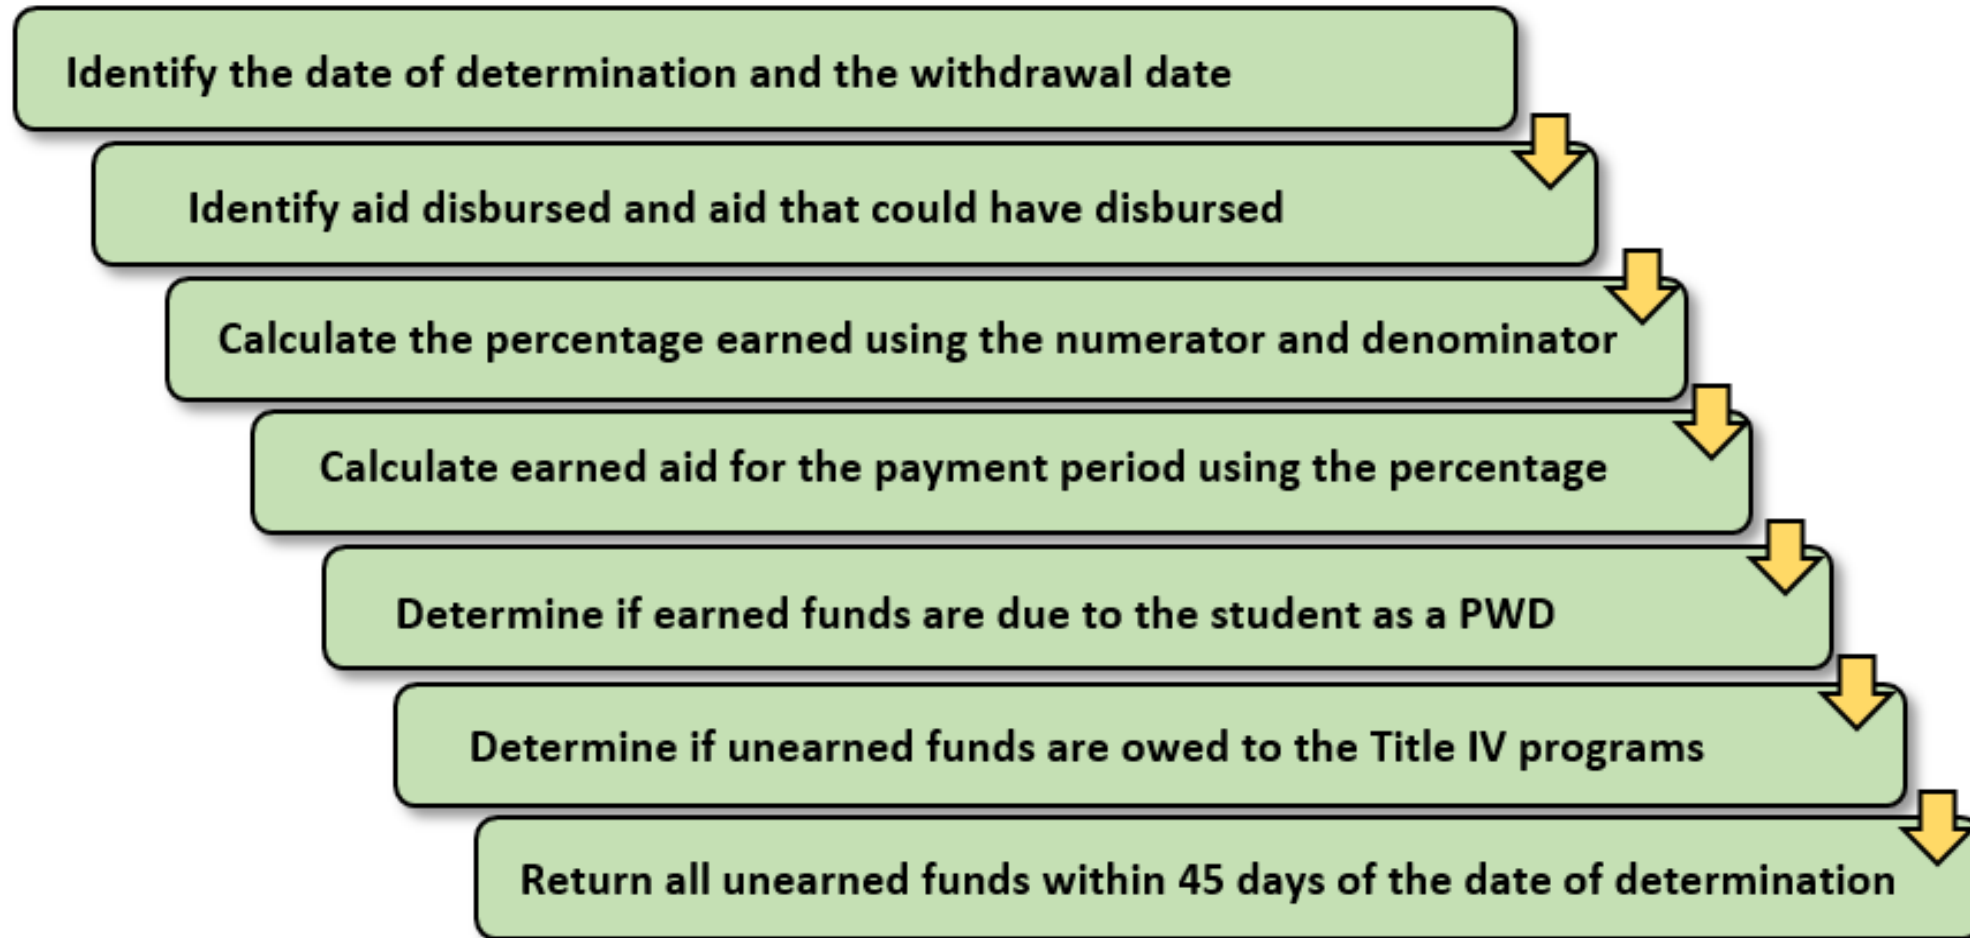 Identify the date of determination and the withdrawal date
Identify aid disbursed and aid that could have disbursed
Calculate the percentage earned using the numerator and denominator
Calculate earned aid for the payment period using the percentage
Determine if earned funds are due to the student as a PWD
Determine if unearned funds are owed to the Title IV programs
Return all unearned funds within 45 days of the date of determination